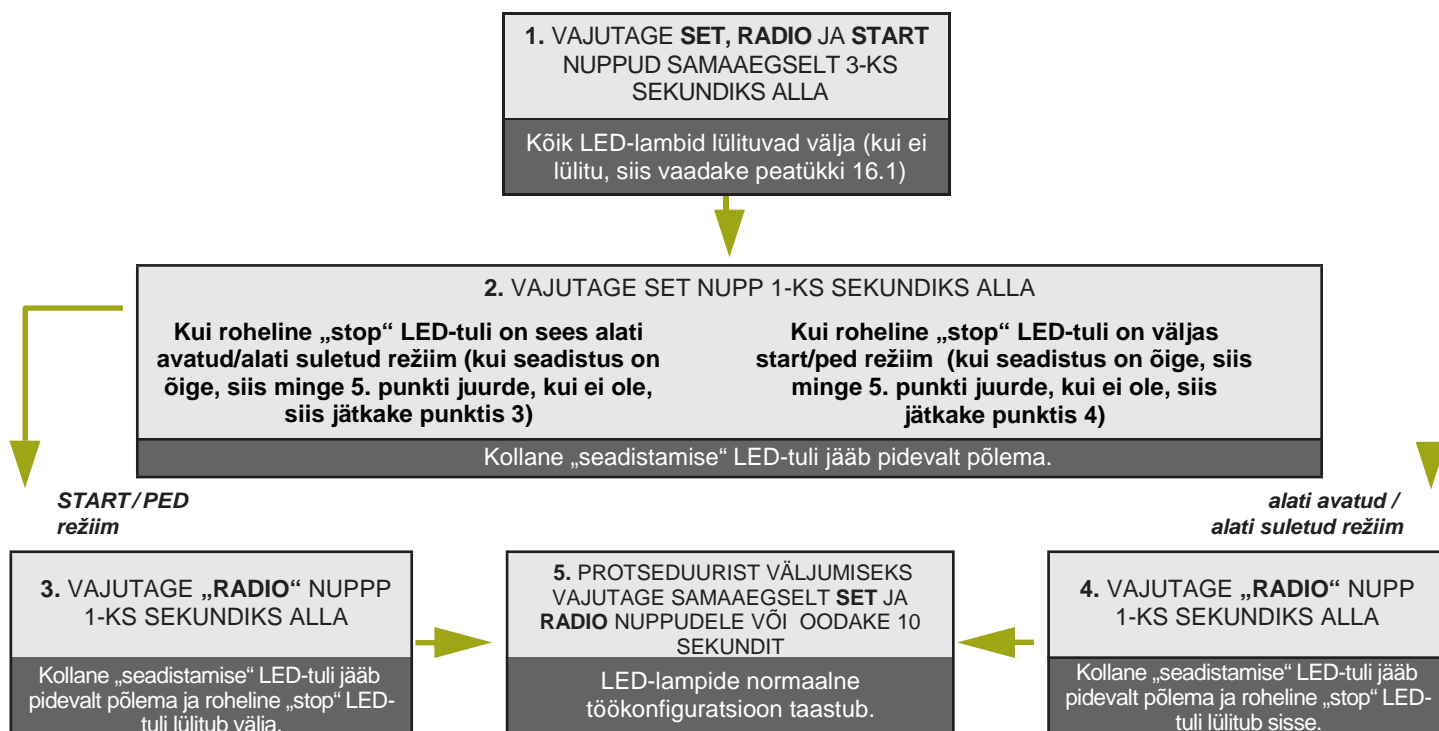 1. VAJUTAGE SET, RADIO JA START
NUPPUD SAMAAEGSELT 3-KS
SEKUNDIKS ALLA
Kõik LED-lambid lülituvad välja (kui ei
lülitu, siis vaadake peatükki 16.1)
2. VAJUTAGE SET NUPP 1-KS SEKUNDIKS ALLA
Kui roheline „stop“ LED-tuli on sees alati
avatud/alati suletud režiim (kui seadistus on
õige, siis minge 5. punkti juurde, kui ei ole,
siis jätkake punktis 3)
Kui roheline „stop“ LED-tuli on väljas
start/ped režiim (kui seadistus on õige, siis
minge 5. punkti juurde, kui ei ole, siis
jätkake punktis 4)
Kollane „seadistamise“ LED-tuli jääb pidevalt põlema.
START/PED
režiim
alati avatud /
alati suletud režiim
3. VAJUTAGE „RADIO“ NUPPP
1-KS SEKUNDIKS ALLA
Kollane „seadistamise“ LED-tuli jääb
pidevalt põlema ja roheline „stop“ LED-
tuli lülitub välja.
5. PROTSEDUURIST VÄLJUMISEKS
VAJUTAGE SAMAAEGSELT SET JA
RADIO NUPPUDELE VÕI OODAKE 10
SEKUNDIT
LED-lampide normaalne
töökonfiguratsioon taastub.
4. VAJUTAGE „RADIO“ NUPP
1-KS SEKUNDIKS ALLA
Kollane „seadistamise“ LED-tuli jääb
pidevalt põlema ja roheline „stop“ LED-
tuli lülitub sisse.